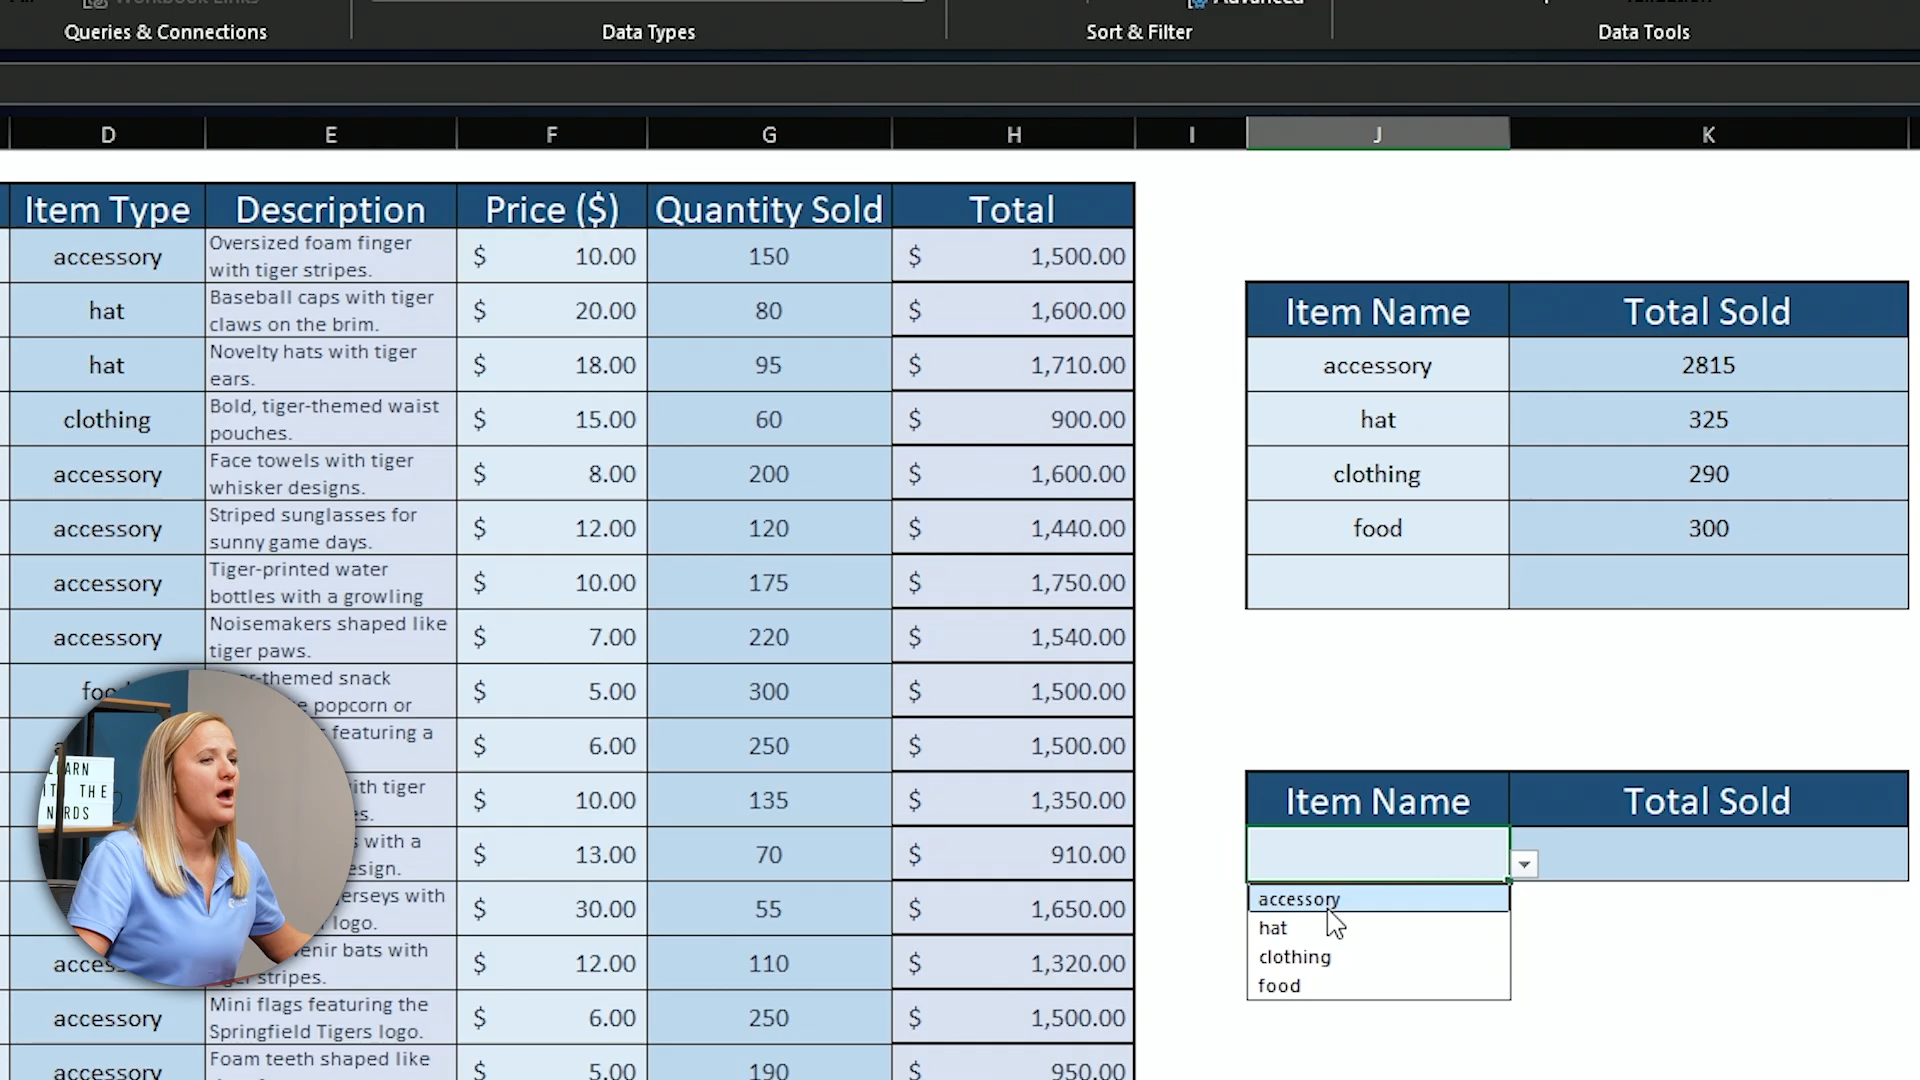 Queries & Connections
Data Types
Advanced
Sort & Filter
Data Tools
D E F G H I J K
Item Type Description Price ($) Quantity Sold Total
accessory Oversized foam finger with tiger stripes. $ 10.00 150 $ 1,500.00
hat Baseball caps with tiger claws on the brim. $ 20.00 80 $ 1,600.00
hat Novelty hats with tiger ears. $ 18.00 95 $ 1,710.00
clothing Bold, tiger-themed waist pouches. $ 15.00 60 $ 900.00
accessory Face towels with tiger whisker designs. $ 8.00 200 $ 1,600.00
accessory Striped sunglasses for sunny game days. $ 12.00 120 $ 1,440.00
accessory Tiger-printed water bottles with a growling $ 10.00 175 $ 1,750.00
accessory Noisemakers shaped like tiger paws. $ 7.00 220 $ 1,540.00
-themed snack popcorn or $ 5.00 300 $ 1,500.00
featuring a $ 6.00 250 $ 1,500.00
with tiger $ 10.00 135 $ 1,350.00
with a $ 13.00 70 $ 910.00
with logo. $ 30.00 55 $ 1,650.00
bats with stripes. $ 12.00 110 $ 1,320.00
accessory Mini flags featuring the Springfield Tigers logo. $ 6.00 250 $ 1,500.00
accessory Foam teeth shaped like $ 5.00 190 $ 950.00
Item Name Total Sold
accessory 2815
hat 325
clothing 290
food 300
Item Name Total Sold
accessory
hat
clothing
food
THE